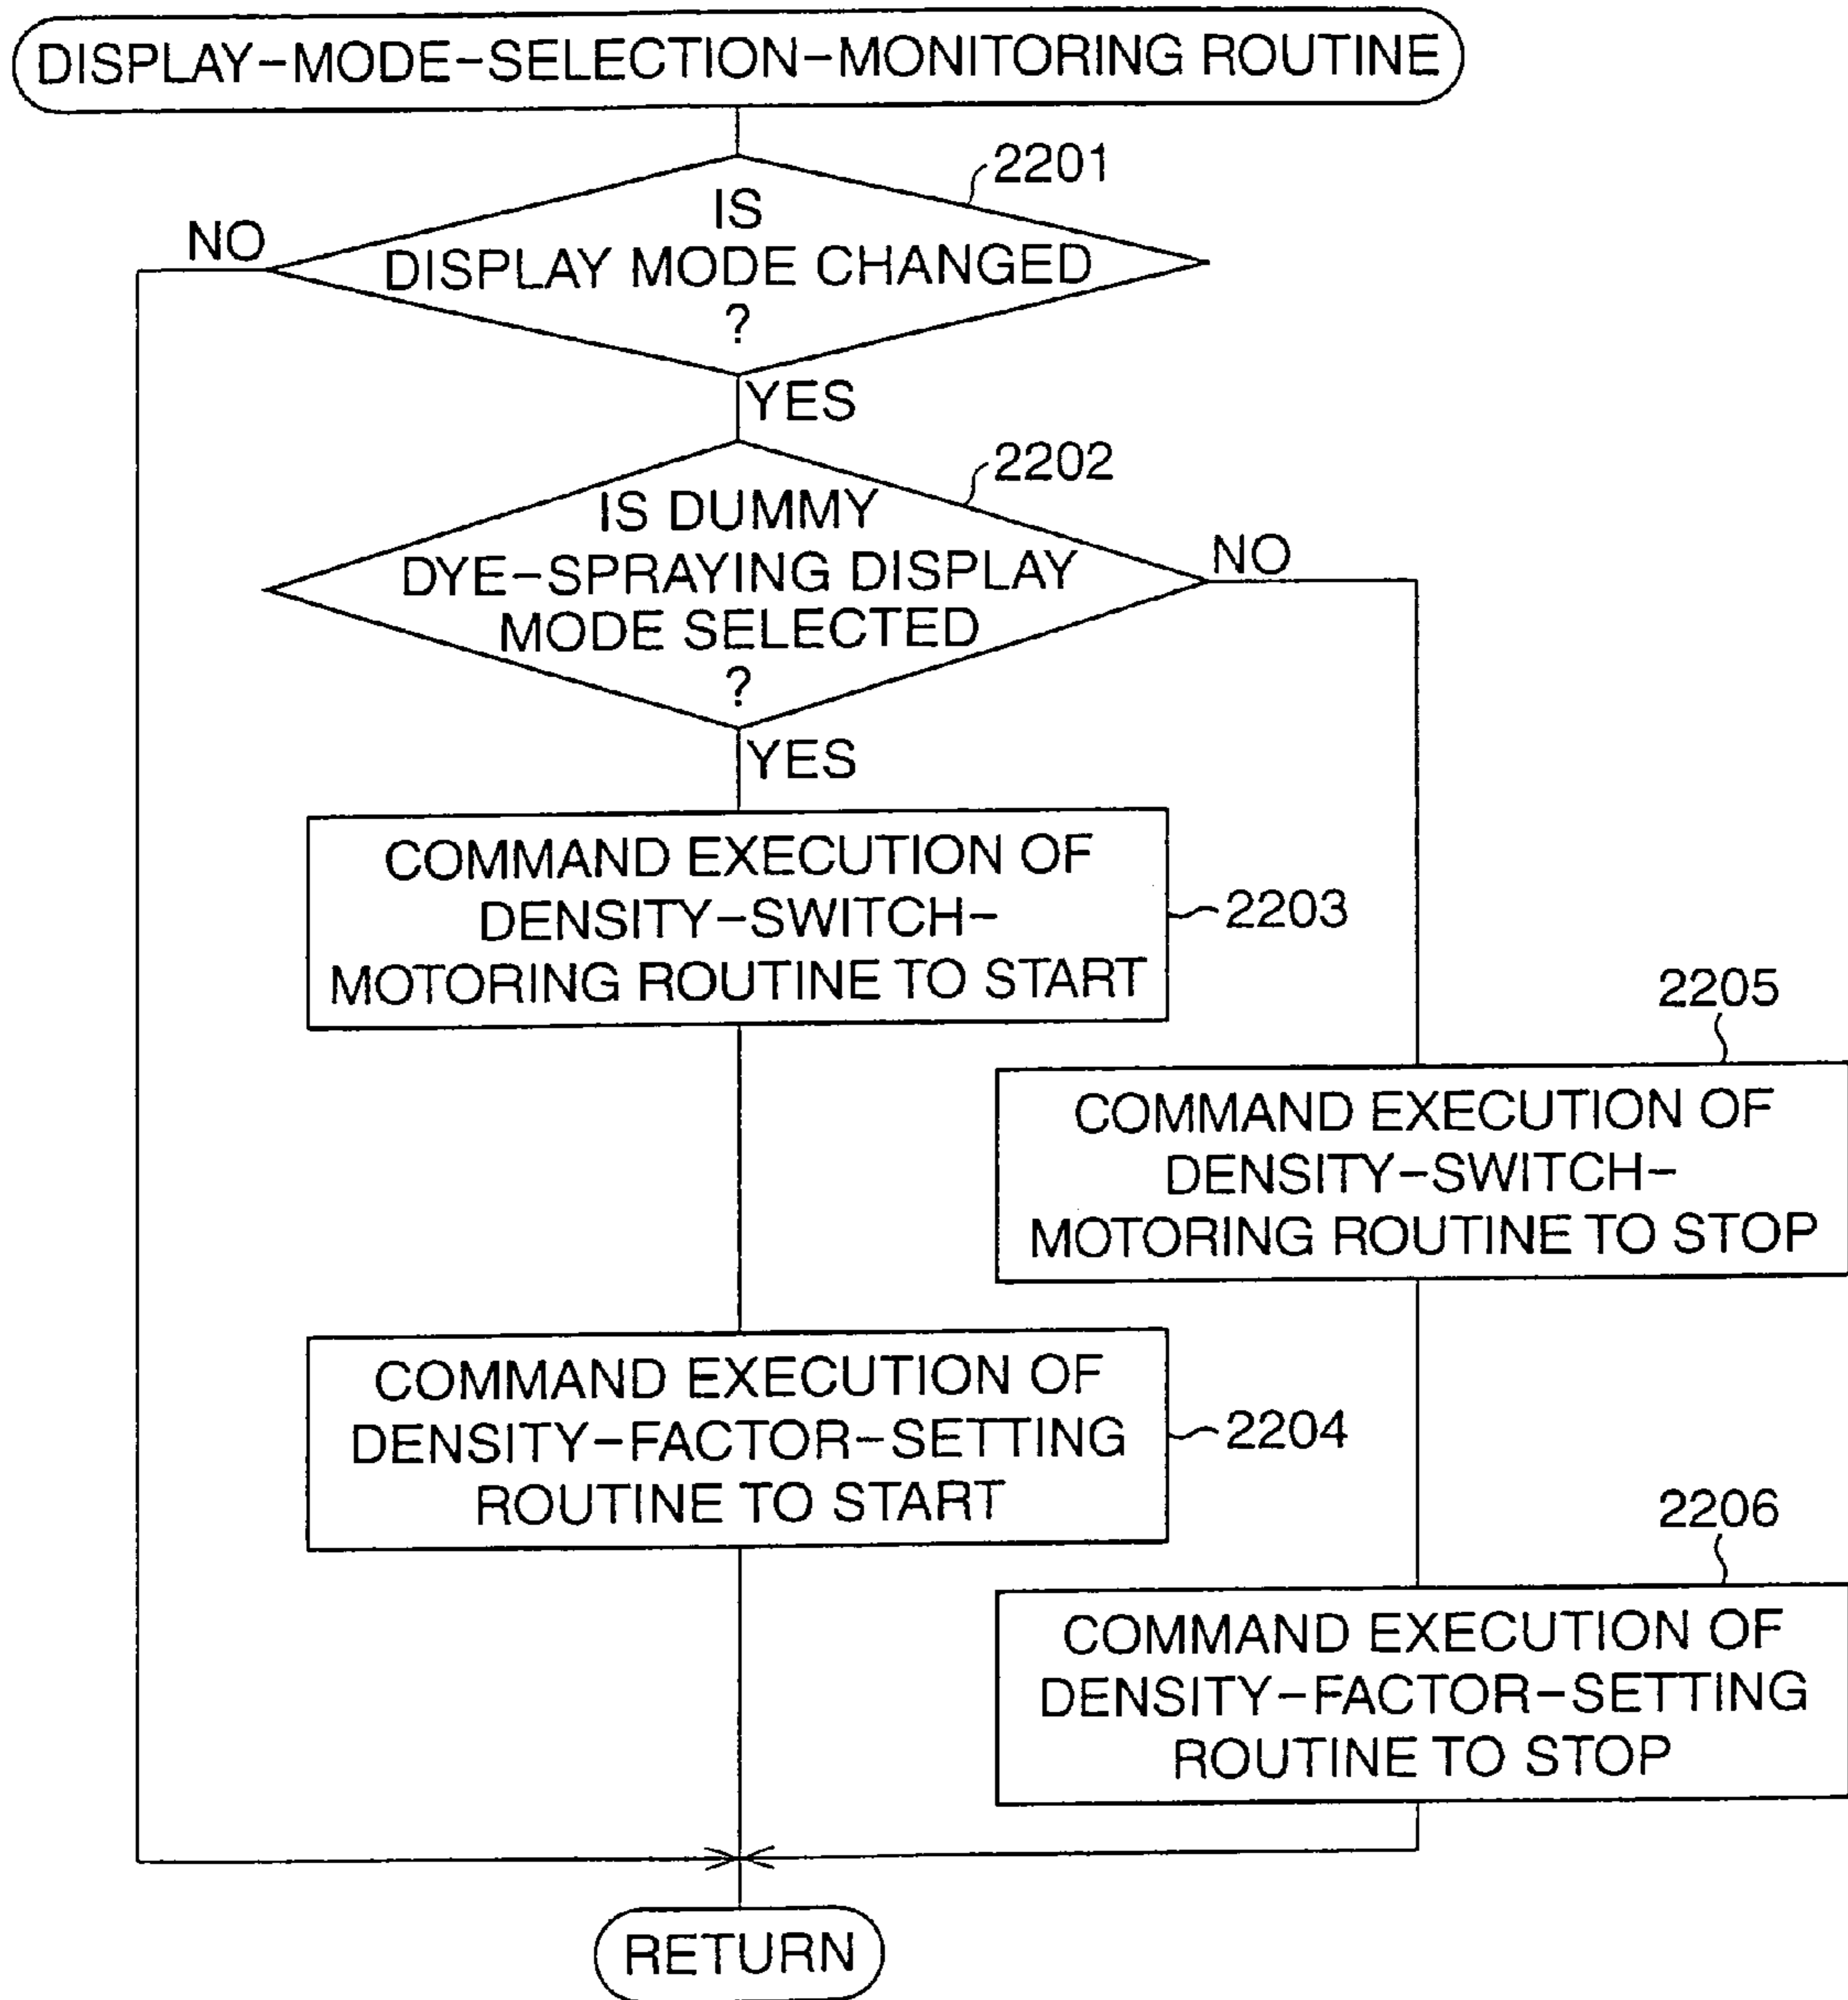 DISPLAY-MODE-SELECTION-MONITORING ROUTINE
2201
IS
DISPLAY MODE CHANGED
?
NO
YES
2202
IS DUMMY
DYE-SPRAYING DISPLAY
MODE SELECTED
?
NO
YES
COMMAND EXECUTION OF
DENSITY-SWITCH-
MOTORING ROUTINE TO START
2203
2205
COMMAND EXECUTION OF
DENSITY-SWITCH-
MOTORING ROUTINE TO STOP
COMMAND EXECUTION OF
DENSITY-FACTOR-SETTING
ROUTINE TO START
2204
2206
COMMAND EXECUTION OF
DENSITY-FACTOR-SETTING
ROUTINE TO STOP
RETURN